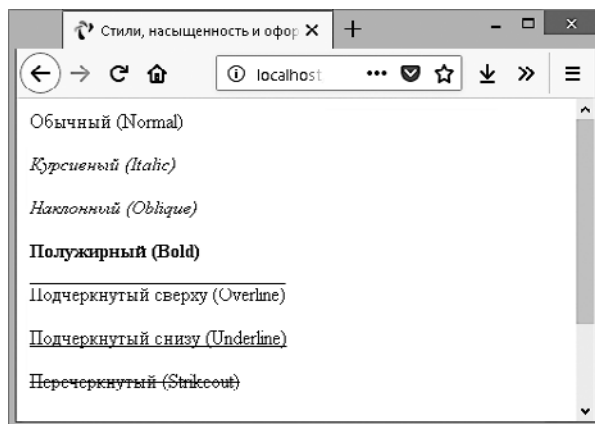 Стили, насыщенность и офор
localhost
Обычный (Normal)
Курсивный (Italic)
Наклонный (Oblique)
Полужирный (Bold)
Подчеркнутый сверху (Overline)
Подчеркнутый снизу (Underline)
Перечеркнутый (Strikeout)